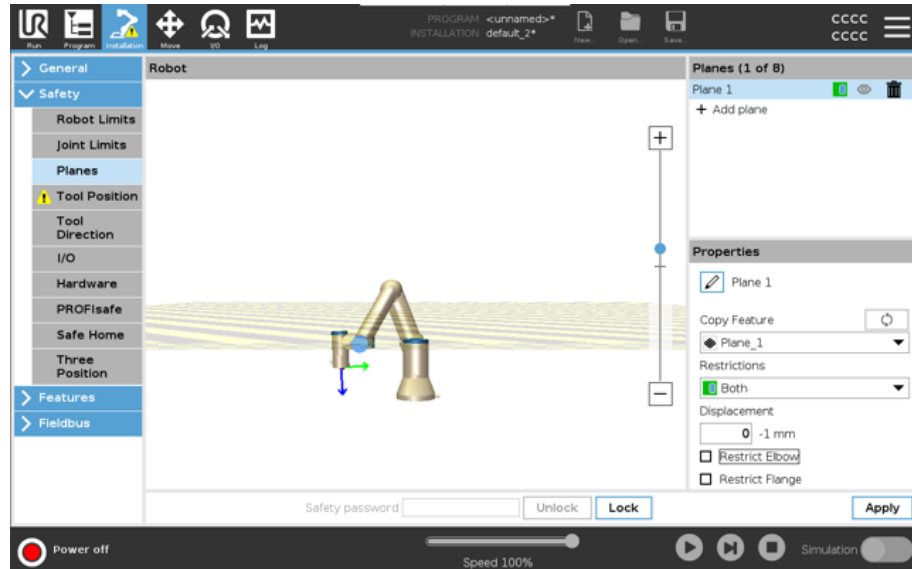 UR
Run
Program
Installation
Move
I/O
Log
PROGRAM <unnamed>*
INSTALLATION default_2*
New...
Open...
Save...
CCCC
CCCC
General
Safety
Robot Limits
Joint Limits
Planes
Tool Position
Tool
Direction
I/O
Hardware
PROFIsafe
Safe Home
Three
Position
Features
Fieldbus
Robot
Planes (1 of 8)
Plane 1
+ Add plane
Properties
Plane 1
Copy Feature
Plane_1
Restrictions
Both
Displacement
0 -1 mm
Restrict Elbow
Restrict Flange
Safety password
Unlock
Lock
Apply
Power off
Speed 100%
Simulation